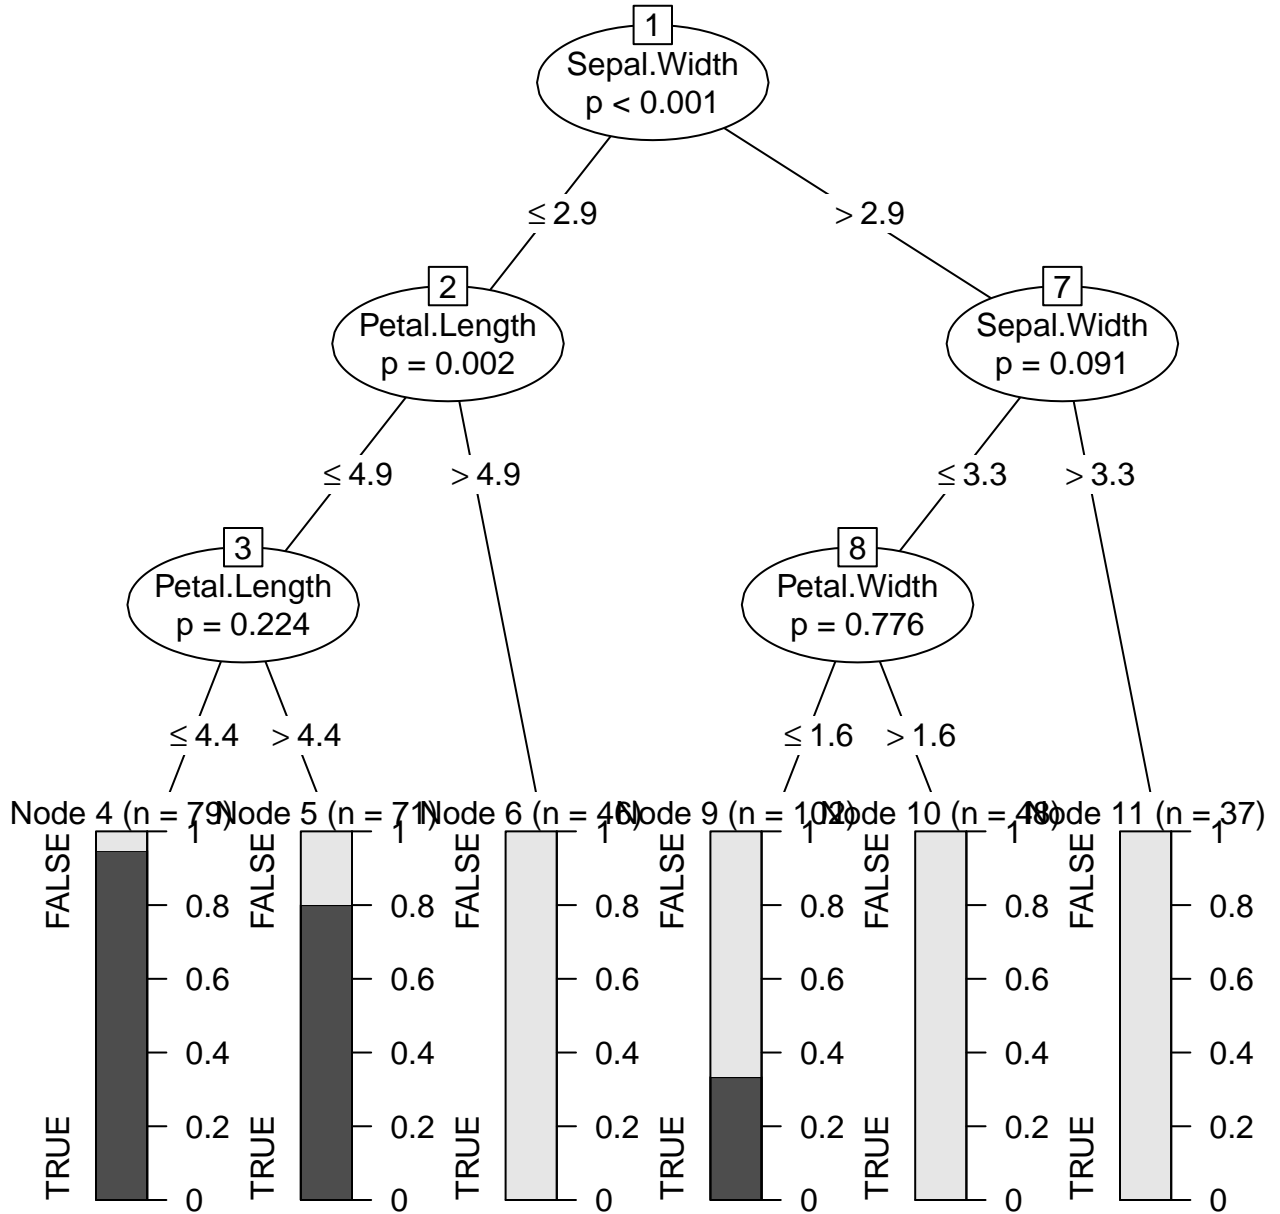 1
Sepal.Width
p < 0.001
≤ 2.9
> 2.9
2
Petal.Length
p = 0.002
7
Sepal.Width
p = 0.091
≤ 4.9
> 4.9
≤ 3.3
> 3.3
3
Petal.Length
p = 0.224
8
Petal.Width
p = 0.776
≤ 4.4
> 4.4
≤ 1.6
> 1.6
Node 4 (n = 79)
FALSE
TRUE
1
0.8
0.6
0.4
0.2
0
Node 5 (n = 71)
FALSE
TRUE
1
0.8
0.6
0.4
0.2
0
Node 6 (n = 46)
FALSE
TRUE
1
0.8
0.6
0.4
0.2
0
Node 9 (n = 102)
FALSE
TRUE
1
0.8
0.6
0.4
0.2
0
Node 10 (n = 48)
FALSE
TRUE
1
0.8
0.6
0.4
0.2
0
Node 11 (n = 37)
FALSE
TRUE
1
0.8
0.6
0.4
0.2
0